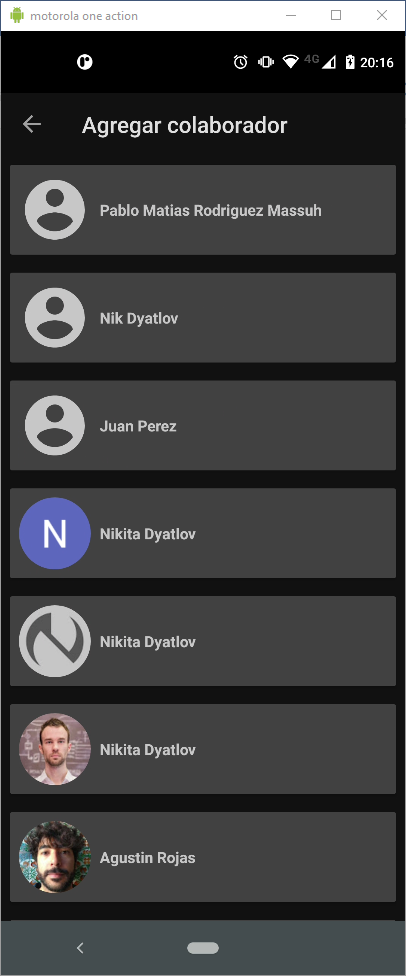 motorola one action
4G
20:16
Agregar colaborador
Pablo Matias Rodriguez Massuh
Nik Dyatlov
Juan Perez
N
Nikita Dyatlov
Nikita Dyatlov
Nikita Dyatlov
Agustin Rojas